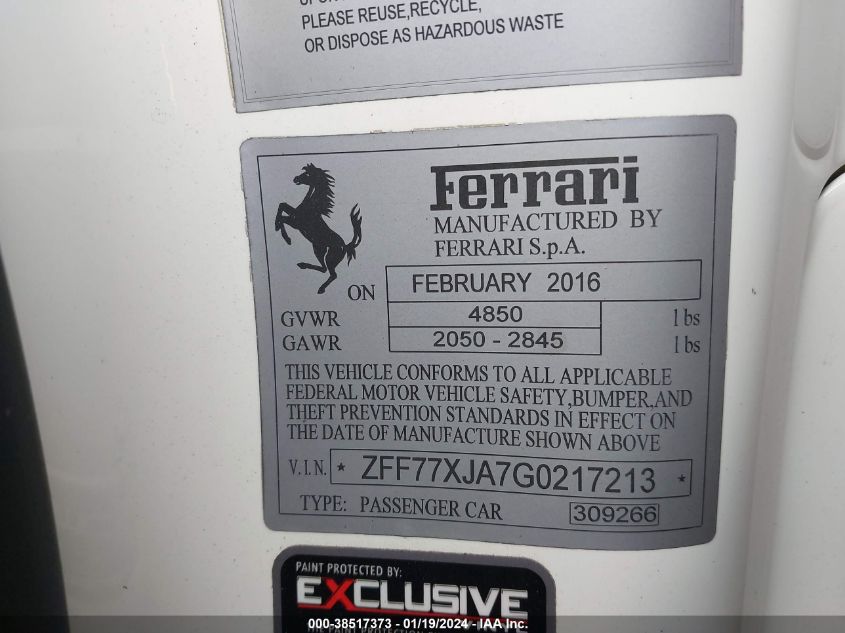 PLEASE REUSE,RECYCLE,
OR DISPOSE AS HAZARDOUS WASTE
Ferrari
MANUFACTURED BY
FERRARI S.p.A.
ON FEBRUARY 2016
GVWR 4850 lbs
GAWR 2050 - 2845 lbs
THIS VEHICLE CONFORMS TO ALL APPLICABLE
FEDERAL MOTOR VEHICLE SAFETY,BUMPER,AND
THEFT PREVENTION STANDARDS IN EFFECT ON
THE DATE OF MANUFACTURE SHOWN ABOVE
V.I.N. * ZFF77XJA7G0217213 *
TYPE: PASSENGER CAR 309266
PAINT PROTECTED BY:
EXCLUSIVE
000-38517373 - 01/19/2024 - IAA Inc.